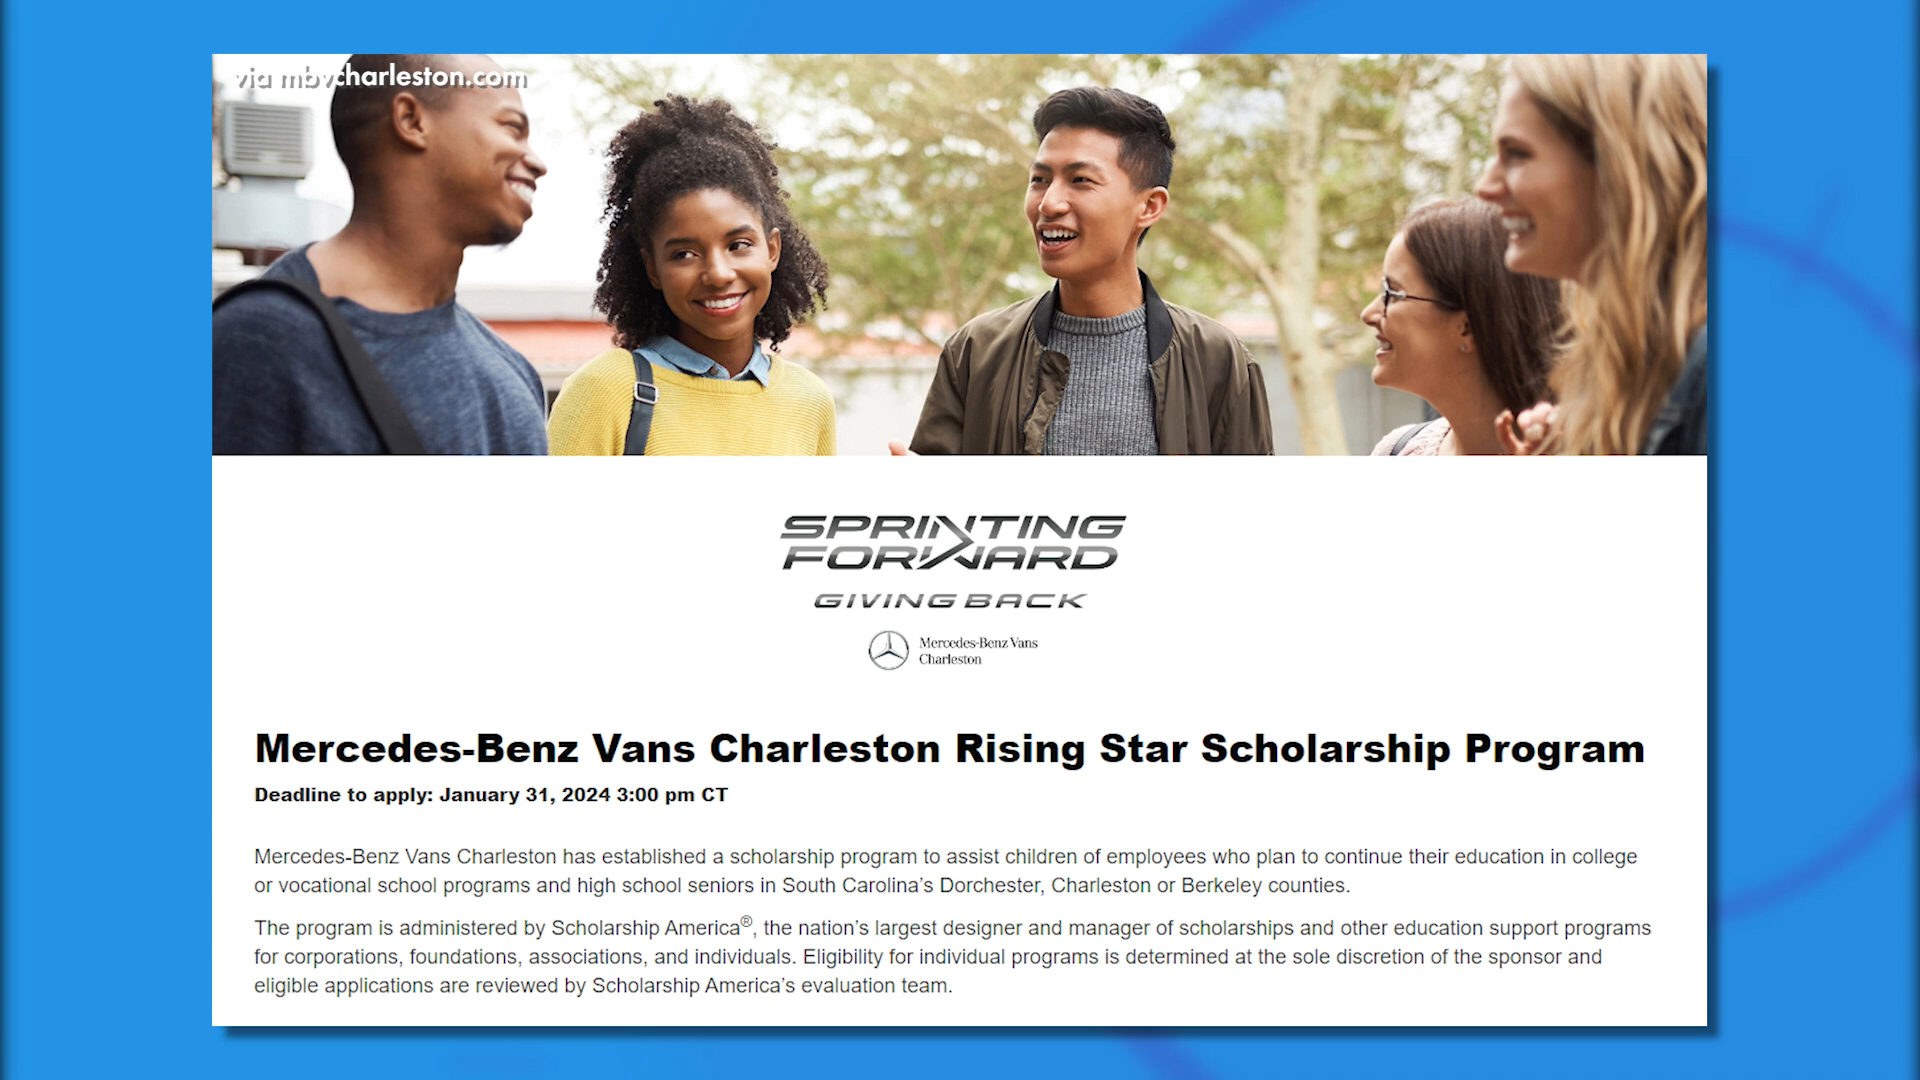 via mbvcharleston.com
SPRINTING
FORWARD
GIVING BACK
Mercedes-Benz Vans
Charleston
Mercedes-Benz Vans Charleston Rising Star Scholarship Program
Deadline to apply: January 31, 2024 3:00 pm CT
Mercedes-Benz Vans Charleston has established a scholarship program to assist children of employees who plan to continue their education in college
or vocational school programs and high school seniors in South Carolina’s Dorchester, Charleston or Berkeley counties.
The program is administered by Scholarship America®, the nation’s largest designer and manager of scholarships and other education support programs
for corporations, foundations, associations, and individuals. Eligibility for individual programs is determined at the sole discretion of the sponsor and
eligible applications are reviewed by Scholarship America’s evaluation team.